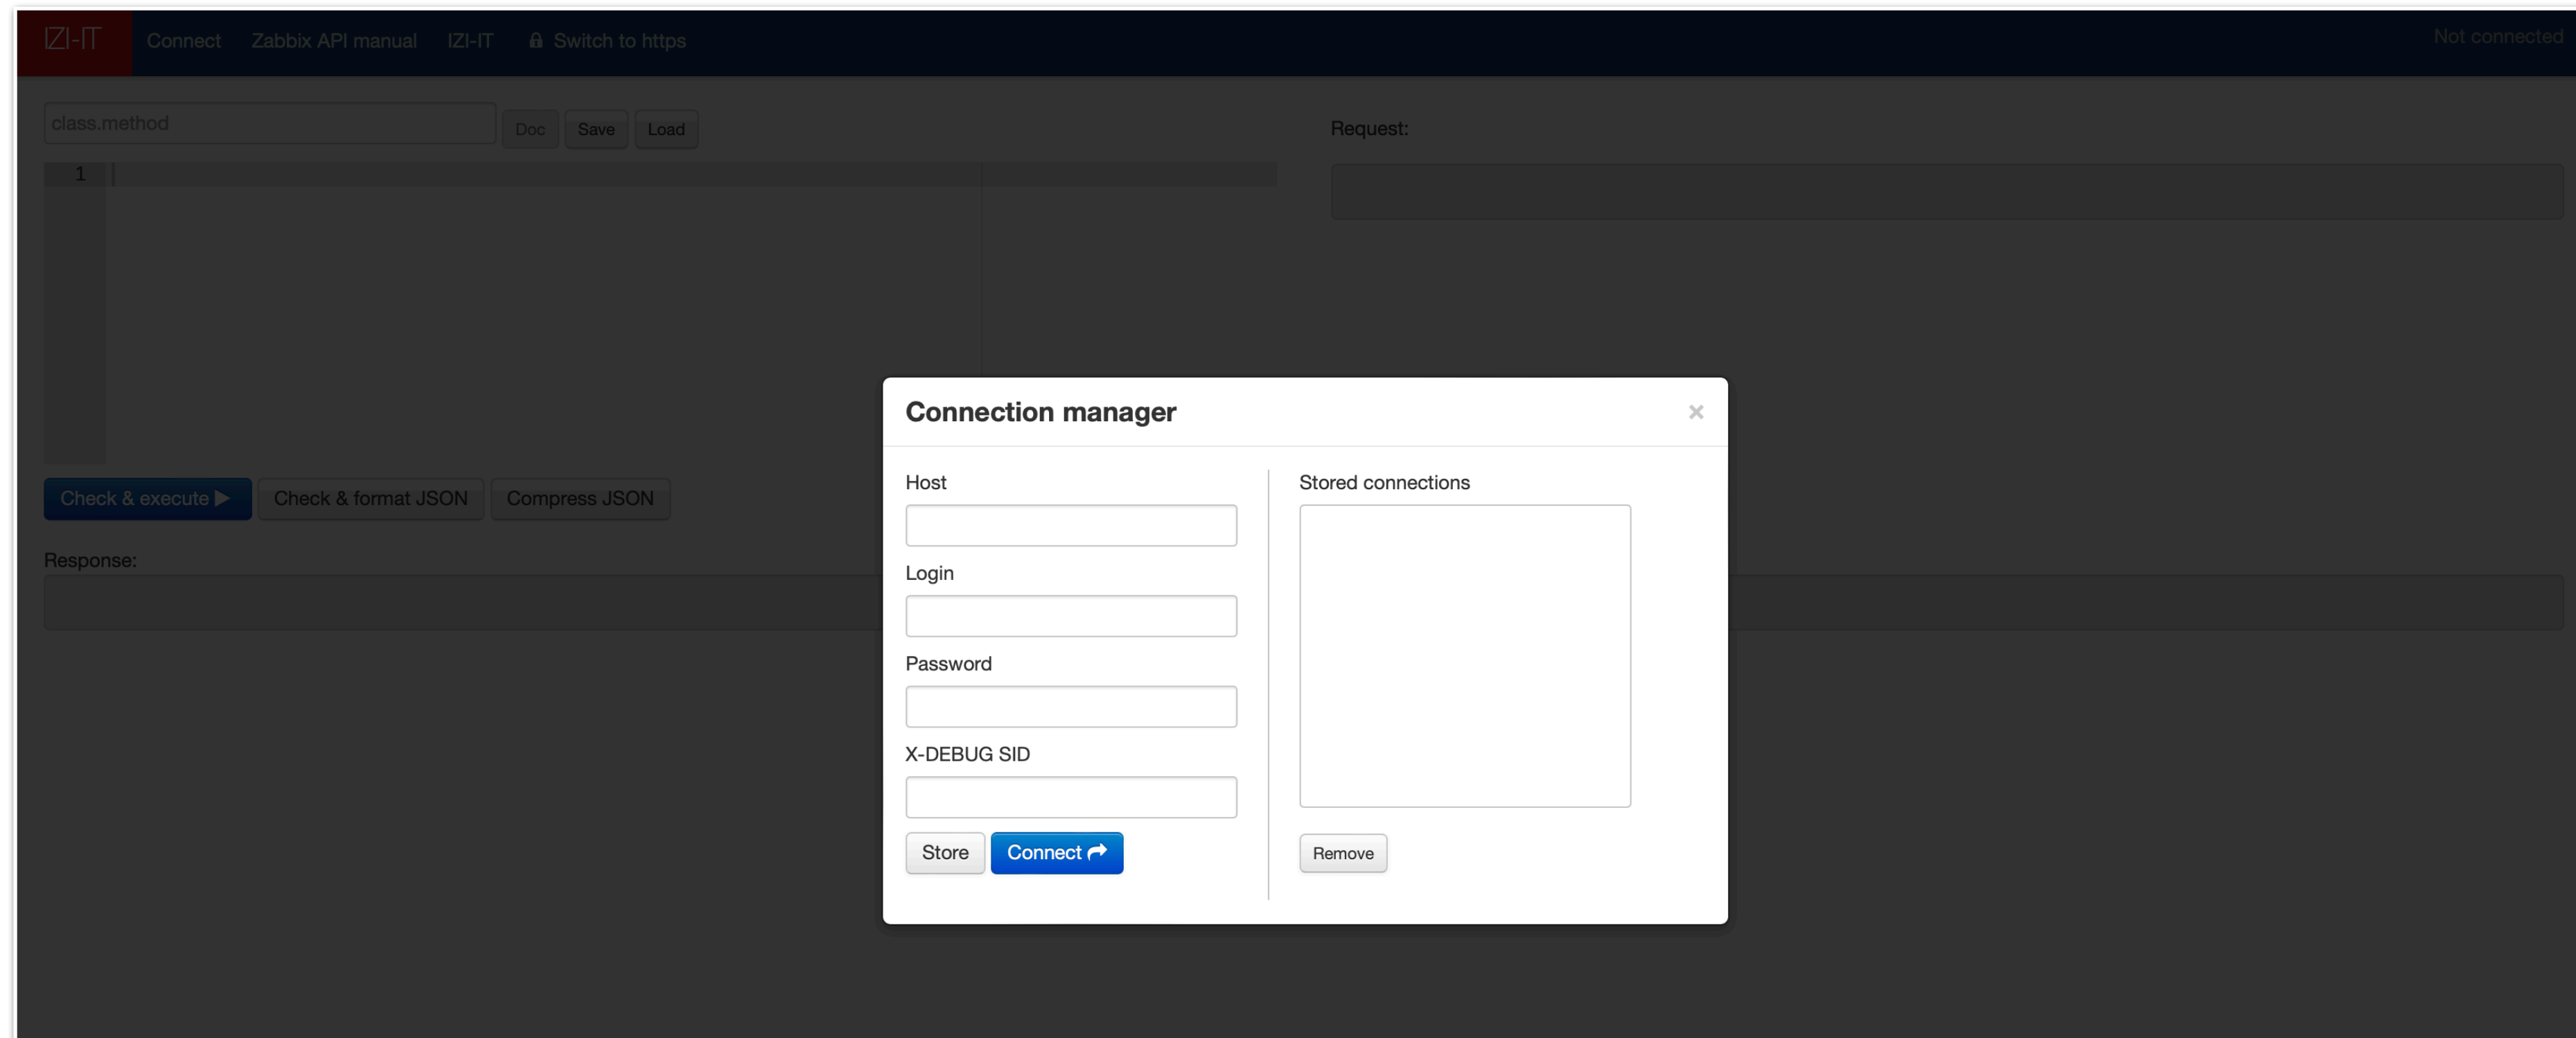 IZI-IT Connect Zabbix API manual IZI-IT Switch to https Not connected
class.method Doc Save Load
Request:
1
Check & execute Check & format JSON Compress JSON
Response:
Connection manager
×
Host
Login
Password
X-DEBUG SID
Store Connect
Stored connections
Remove